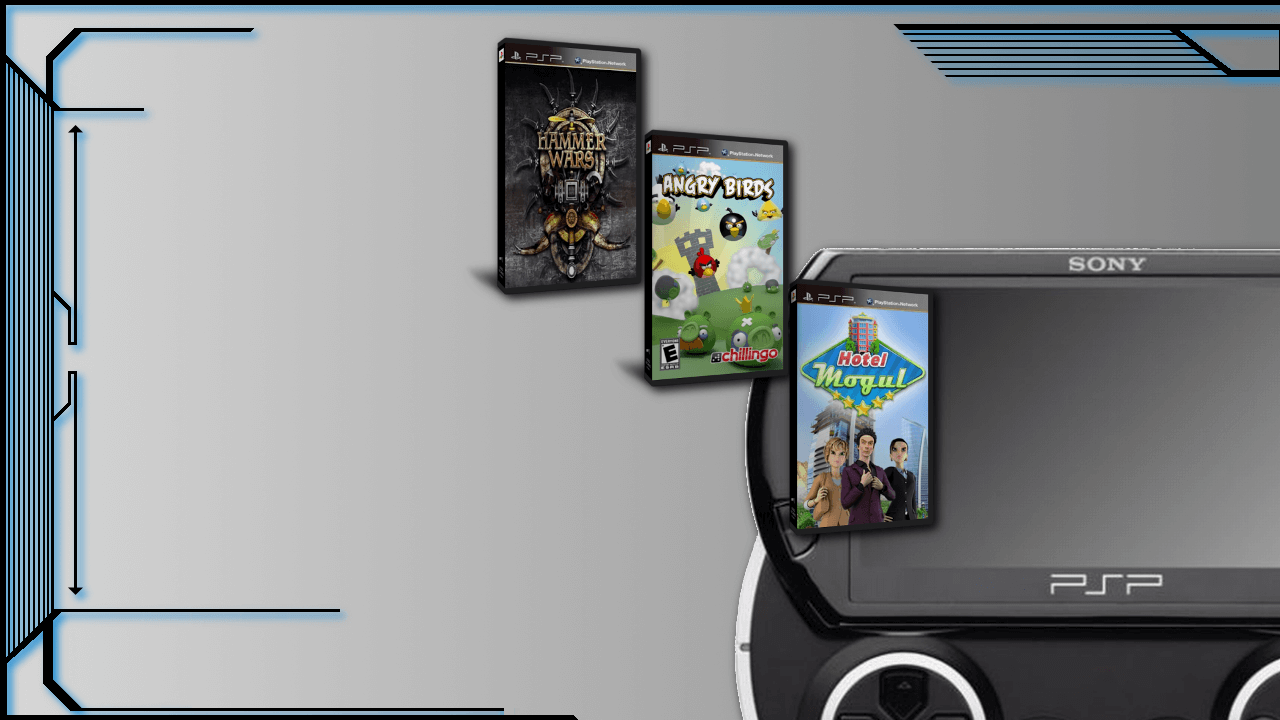 PSP PlayStation Network
HAMMER
WARS
PSP PlayStation Network
ANGRY BIRDS
E
chillingo
SONY
PSP PlayStation Network
Hotel
Mogul
PSP